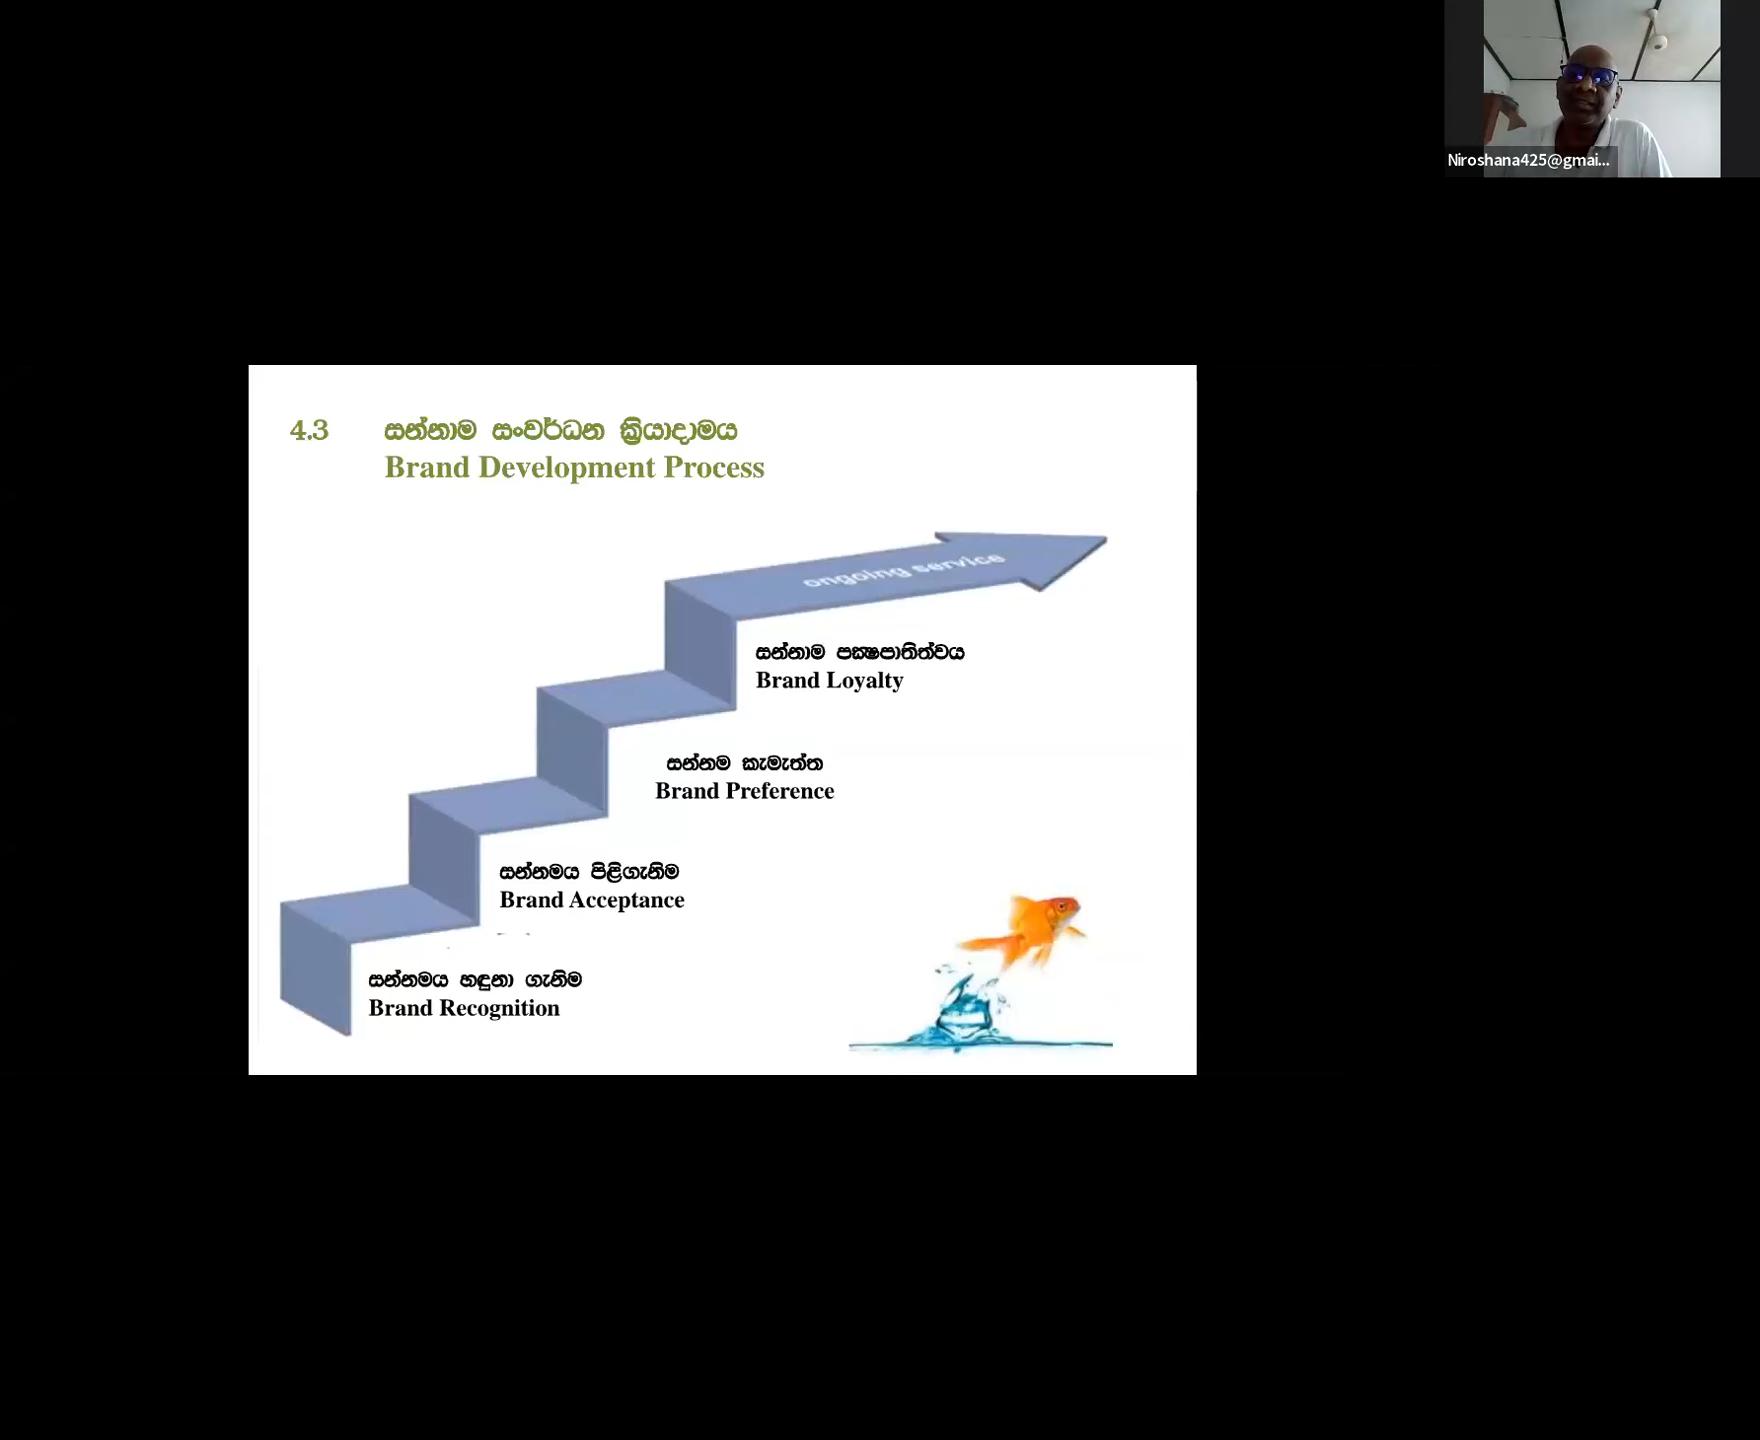 Niroshana425@gmai...
4.3 සන්නාම සංවර්ධන ක්‍රියාදාමය
Brand Development Process
ongoing service
සන්නාම පක්‍ෂපාතිත්වය
Brand Loyalty
සන්නම කැමැත්ත
Brand Preference
සන්නමය පිළිගැනිම
Brand Acceptance
සන්නමය හඳුනා ගැනිම
Brand Recognition